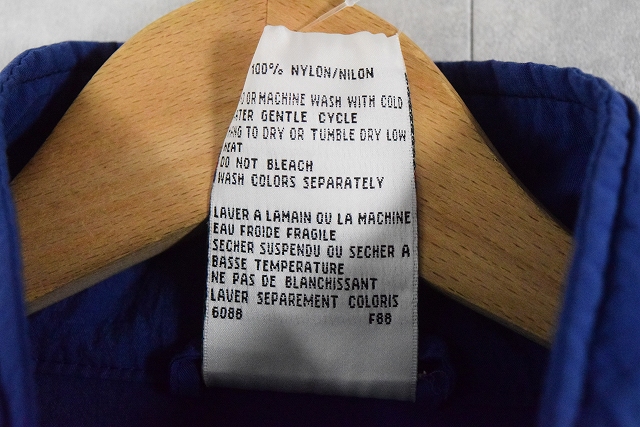 100% NYLON/NILON
OR MACHINE WASH WITH COLD
GENTLE CYCLE
TO DRY OR TUMBLE DRY LOW
HEAT
DO NOT BLEACH
WASH COLORS SEPARATELY
LAVER A LAMAIN OU LA MACHINE
EAU FROIDE FRAGILE
SECHER SUSPENDU OU SECHER A
BASSE TEMPERATURE
NE PAS DE BLANCHISSANT
LAVER SEPAREMENT COLORIS
6088 F88